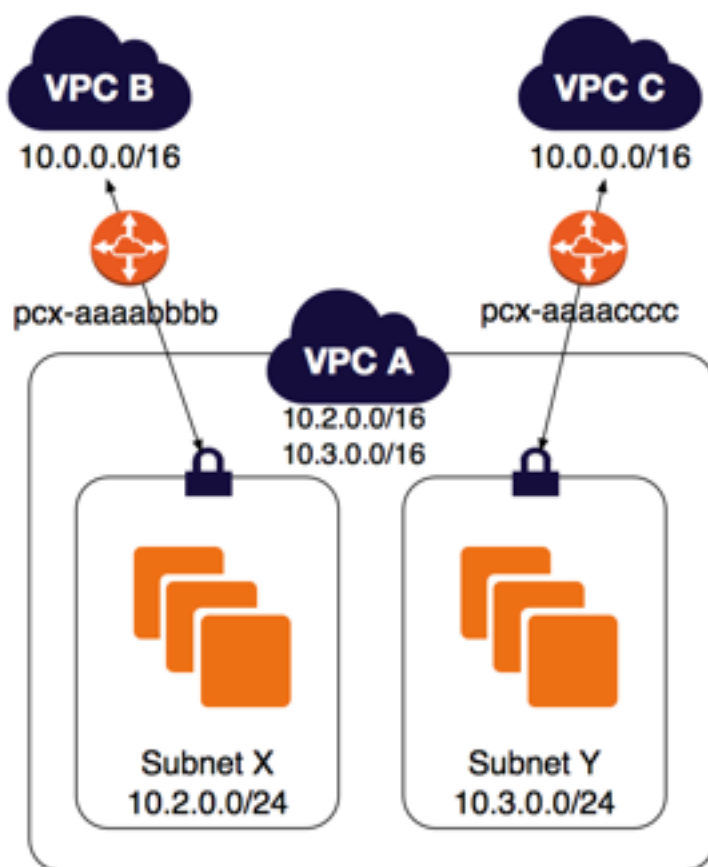 VPC B
10.0.0.0/16
pcx-aaaabbbb
VPC C
10.0.0.0/16
pcx-aaaacccc
VPC A
10.2.0.0/16
10.3.0.0/16
Subnet X
10.2.0.0/24
Subnet Y
10.3.0.0/24